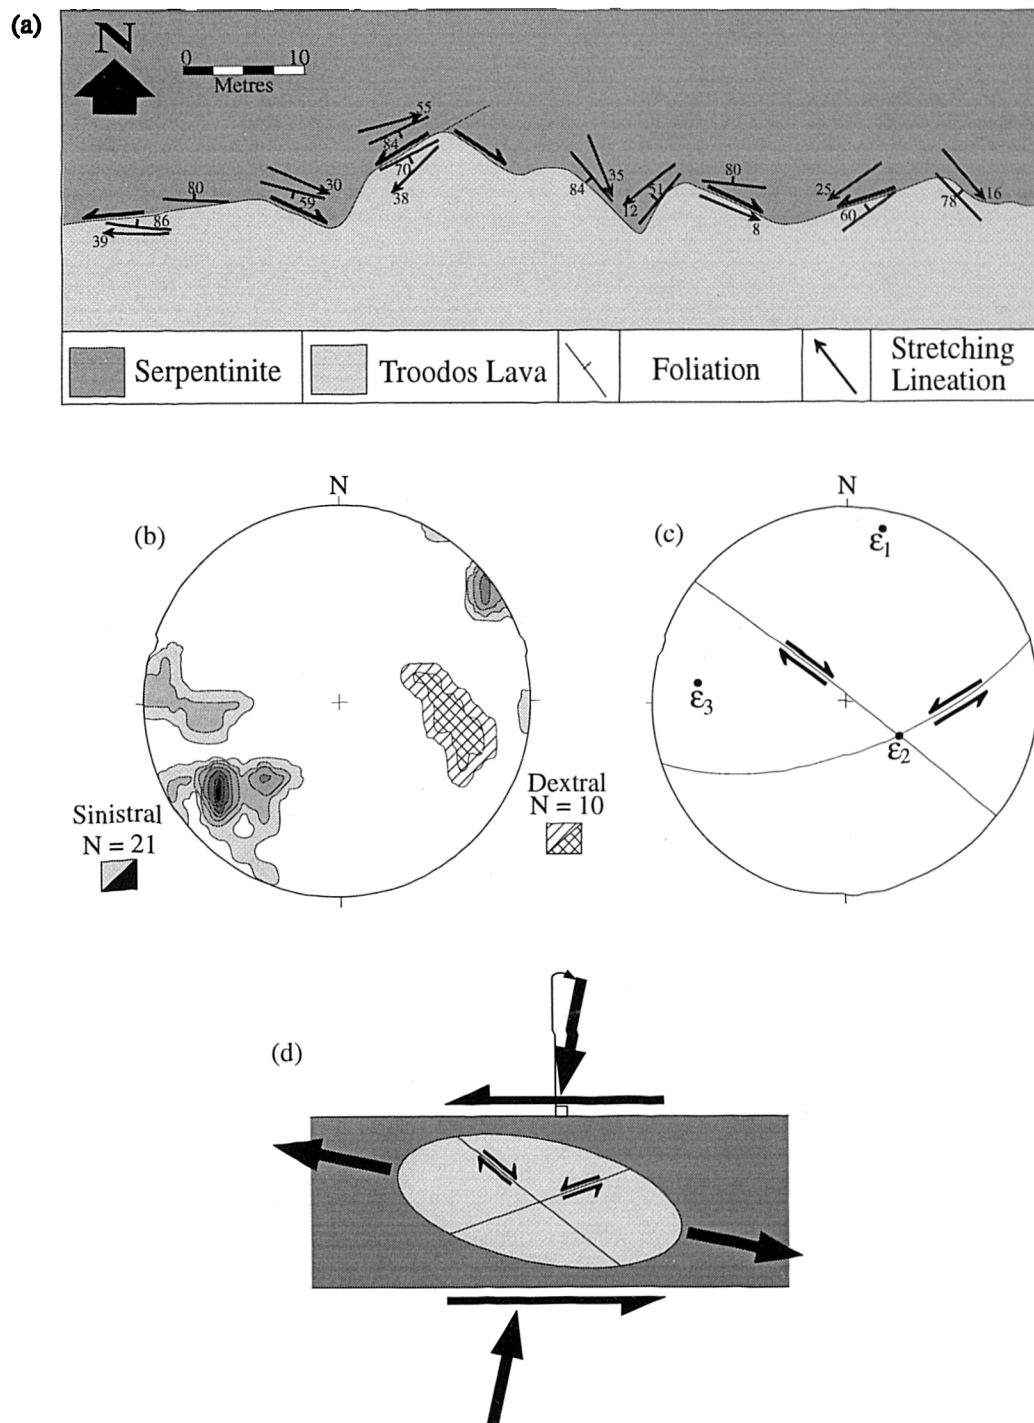 (a)
N
0 10
Metres
55
84
70
38
30
59
80
86
39
35
84
12
51
80
8
25
60
78
16
Serpentinite
Troodos Lava
Foliation
Stretching
Lineation
N
(b)
Sinistral
N = 21
Dextral
N = 10
N
(c)
ε1
ε3
ε2
(d)